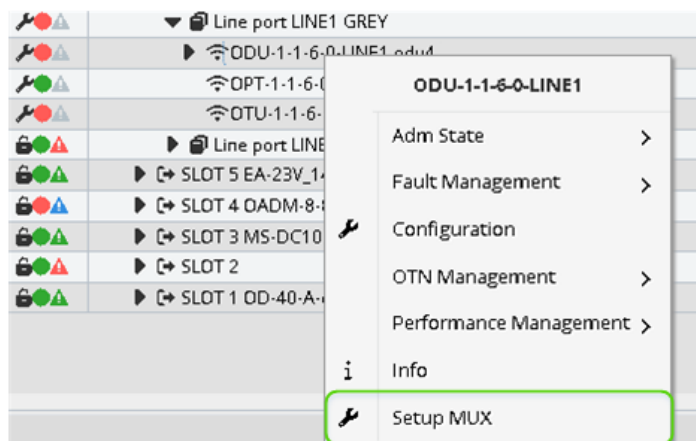 Line port LINE1 GREY
ODU-1-1-6-0-LINE1 odu4
OPT-1-1-6-
OTU-1-1-6-
Line port LINE
SLOT 5 EA-23V_1
SLOT 4 OADM-8-
SLOT 3 MS-DC10
SLOT 2
SLOT 1 OD-40-A-
ODU-1-1-6-0-LINE1
Adm State
Fault Management
Configuration
OTN Management
Performance Management
Info
Setup MUX